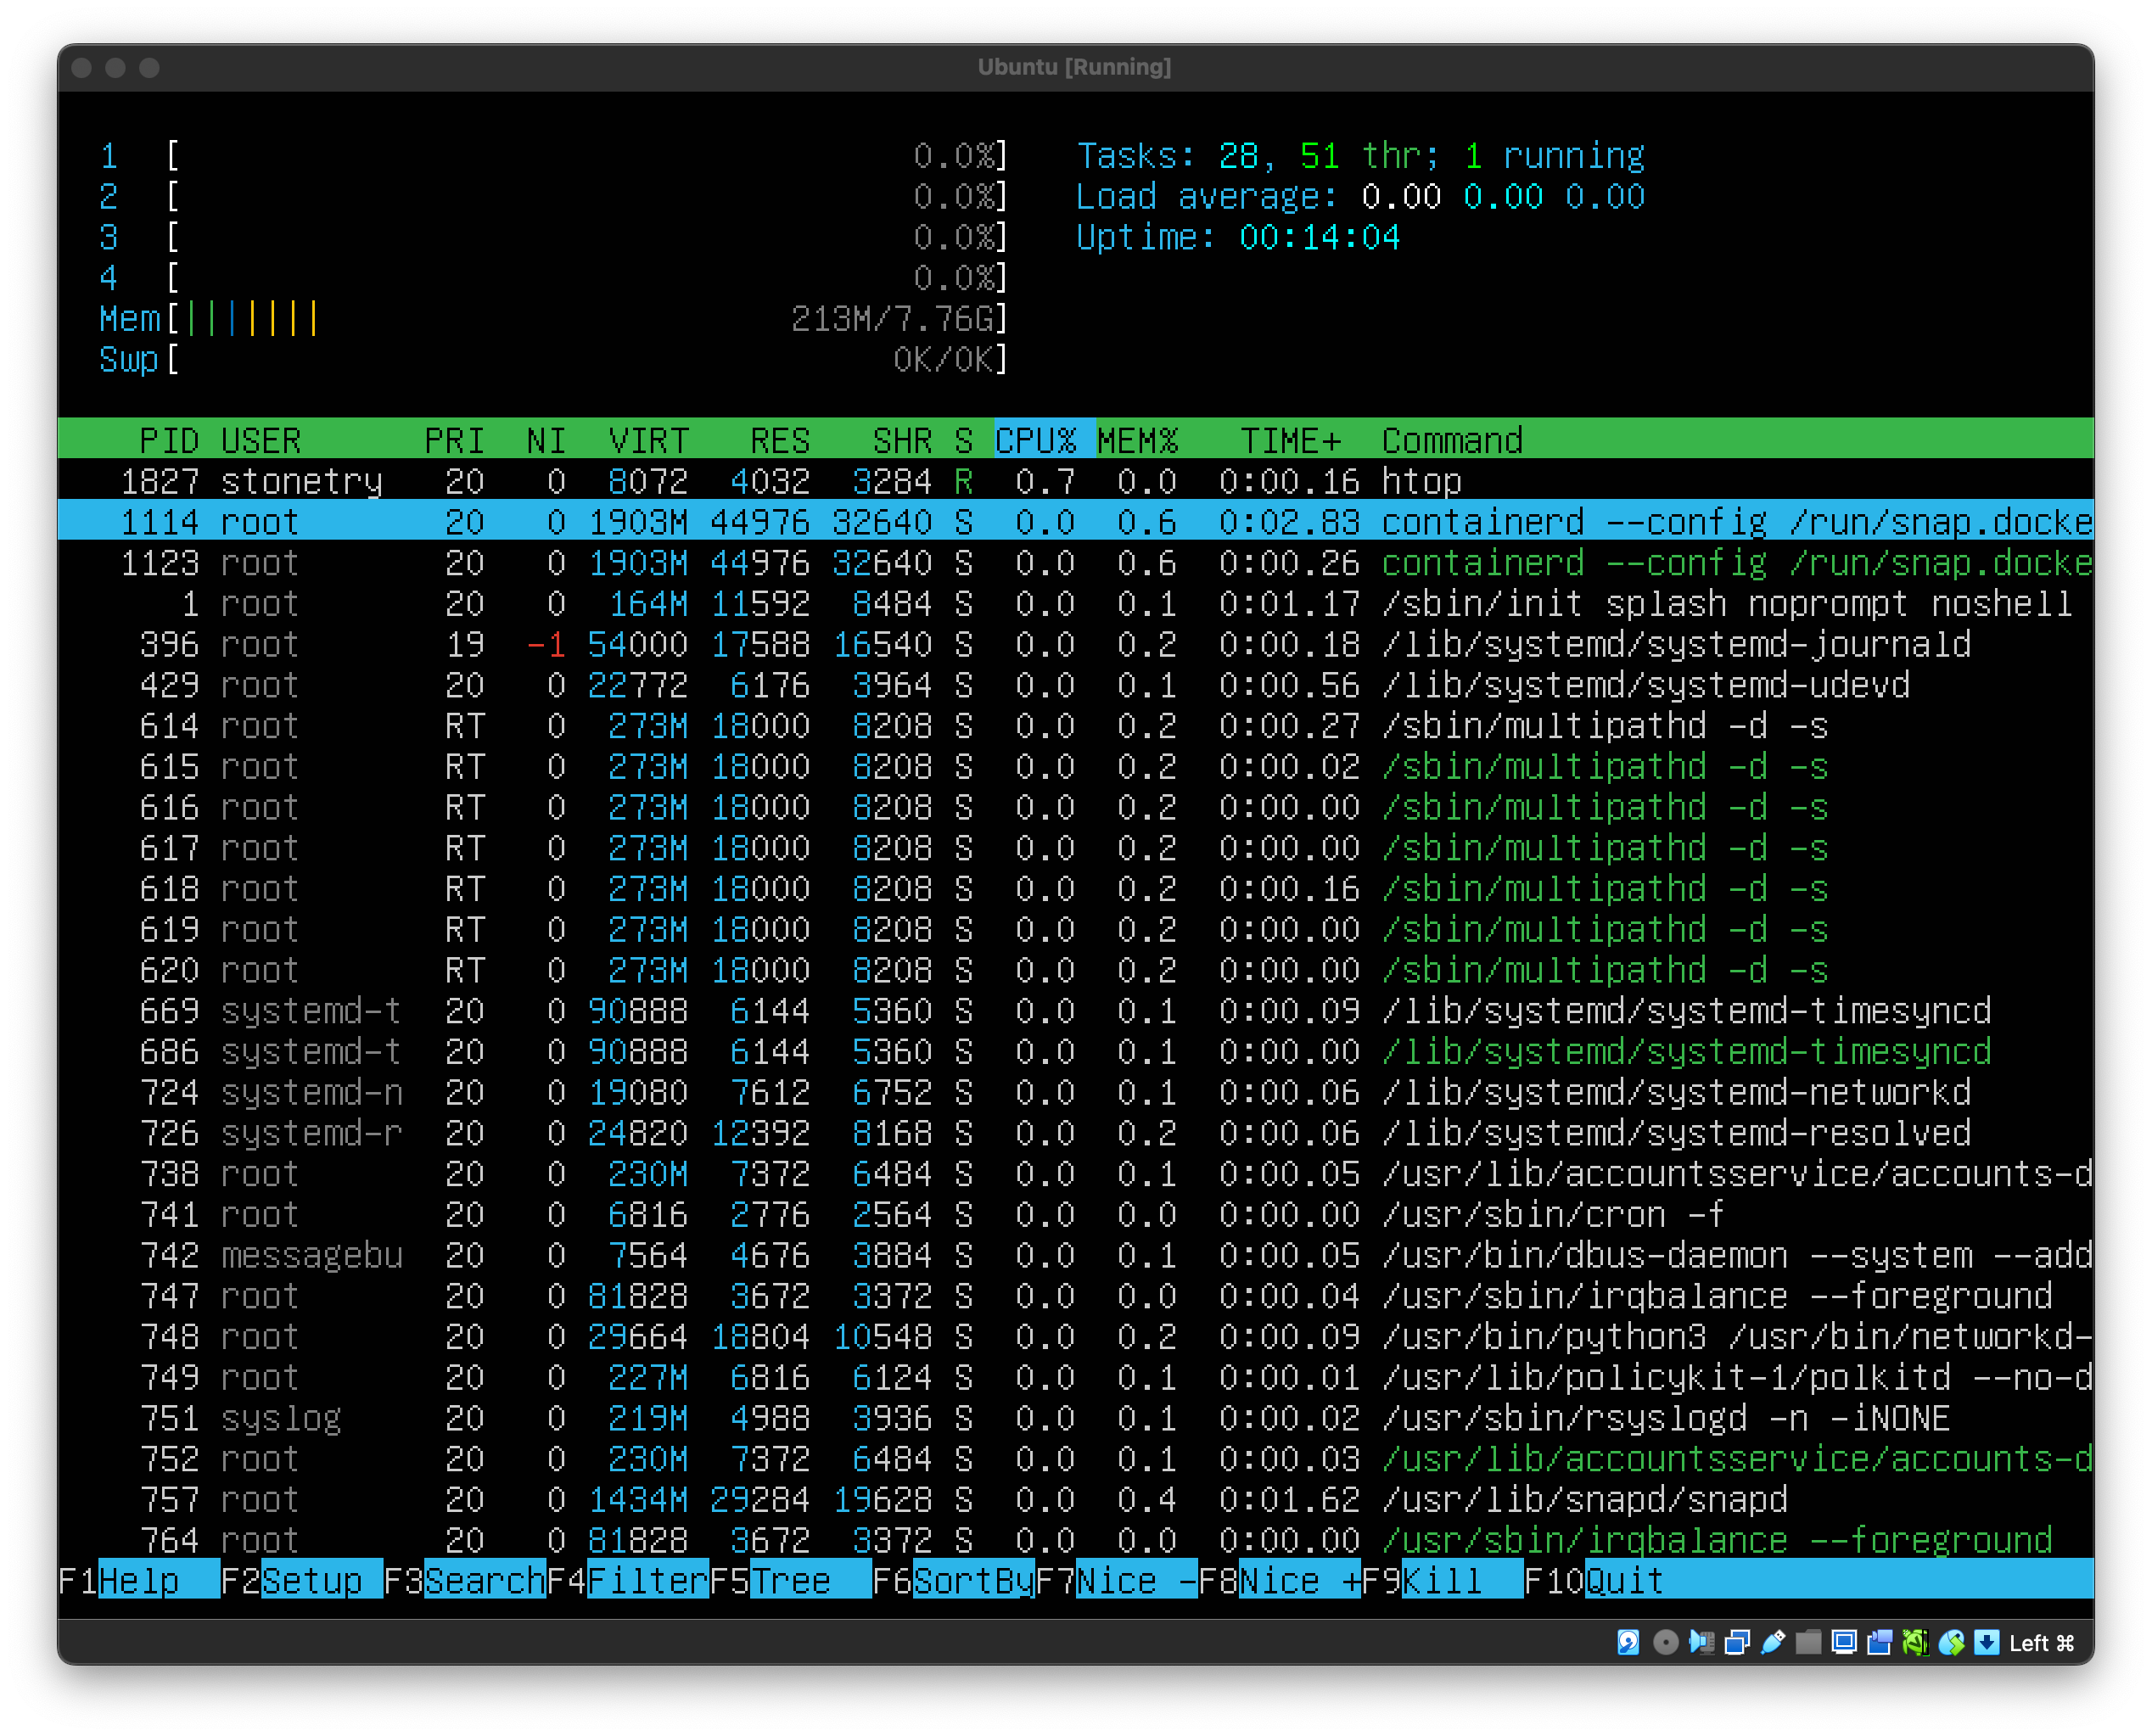 Ubuntu [Running]
1 [ 0.0%] Tasks: 28, 51 thr; 1 running
2 [ 0.0%] Load average: 0.00 0.00 0.00
3 [ 0.0%] Uptime: 00:14:04
4 [ 0.0%]
Mem[||||||| 213M/7.76G]
Swp[ 0K/0K]
PID USER PRI NI VIRT RES SHR S CPU% MEM% TIME+ Command
1827 stonetry 20 0 8072 4032 3284 R 0.7 0.0 0:00.16 htop
1114 root 20 0 1903M 44976 32640 S 0.0 0.6 0:02.83 containerd --config /run/snap.docke
1123 root 20 0 1903M 44976 32640 S 0.0 0.6 0:00.26 containerd --config /run/snap.docke
1 root 20 0 164M 11592 8484 S 0.0 0.1 0:01.17 /sbin/init splash noprompt noshell
396 root 19 -1 54000 17588 16540 S 0.0 0.2 0:00.18 /lib/systemd/systemd-journald
429 root 20 0 22772 6176 3964 S 0.0 0.1 0:00.56 /lib/systemd/systemd-udevd
614 root RT 0 273M 18000 8208 S 0.0 0.2 0:00.27 /sbin/multipathd -d -s
615 root RT 0 273M 18000 8208 S 0.0 0.2 0:00.02 /sbin/multipathd -d -s
616 root RT 0 273M 18000 8208 S 0.0 0.2 0:00.00 /sbin/multipathd -d -s
617 root RT 0 273M 18000 8208 S 0.0 0.2 0:00.00 /sbin/multipathd -d -s
618 root RT 0 273M 18000 8208 S 0.0 0.2 0:00.16 /sbin/multipathd -d -s
619 root RT 0 273M 18000 8208 S 0.0 0.2 0:00.00 /sbin/multipathd -d -s
620 root RT 0 273M 18000 8208 S 0.0 0.2 0:00.00 /sbin/multipathd -d -s
669 systemd-t 20 0 90888 6144 5360 S 0.0 0.1 0:00.09 /lib/systemd/systemd-timesyncd
686 systemd-t 20 0 90888 6144 5360 S 0.0 0.1 0:00.00 /lib/systemd/systemd-timesyncd
724 systemd-n 20 0 19080 7612 6752 S 0.0 0.1 0:00.06 /lib/systemd/systemd-networkd
726 systemd-r 20 0 24820 12392 8168 S 0.0 0.2 0:00.06 /lib/systemd/systemd-resolved
738 root 20 0 230M 7372 6484 S 0.0 0.1 0:00.05 /usr/lib/accountsservice/accounts-d
741 root 20 0 6816 2776 2564 S 0.0 0.0 0:00.00 /usr/sbin/cron -f
742 messagebu 20 0 7564 4676 3884 S 0.0 0.1 0:00.05 /usr/bin/dbus-daemon --system --add
747 root 20 0 81828 3672 3372 S 0.0 0.0 0:00.04 /usr/sbin/irqbalance --foreground
748 root 20 0 29664 18804 10548 S 0.0 0.2 0:00.09 /usr/bin/python3 /usr/bin/networkd-
749 root 20 0 227M 6816 6124 S 0.0 0.1 0:00.01 /usr/lib/policykit-1/polkitd --no-d
751 syslog 20 0 219M 4988 3936 S 0.0 0.1 0:00.02 /usr/sbin/rsyslogd -n -iNONE
752 root 20 0 230M 7372 6484 S 0.0 0.1 0:00.03 /usr/lib/accountsservice/accounts-d
757 root 20 0 1434M 29284 19628 S 0.0 0.4 0:01.62 /usr/lib/snapd/snapd
764 root 20 0 81828 3672 3372 S 0.0 0.0 0:00.00 /usr/sbin/irqbalance --foreground
F1Help F2Setup F3SearchF4FilterF5Tree F6SortByF7Nice -F8Nice +F9Kill F10Quit
Left ⌘